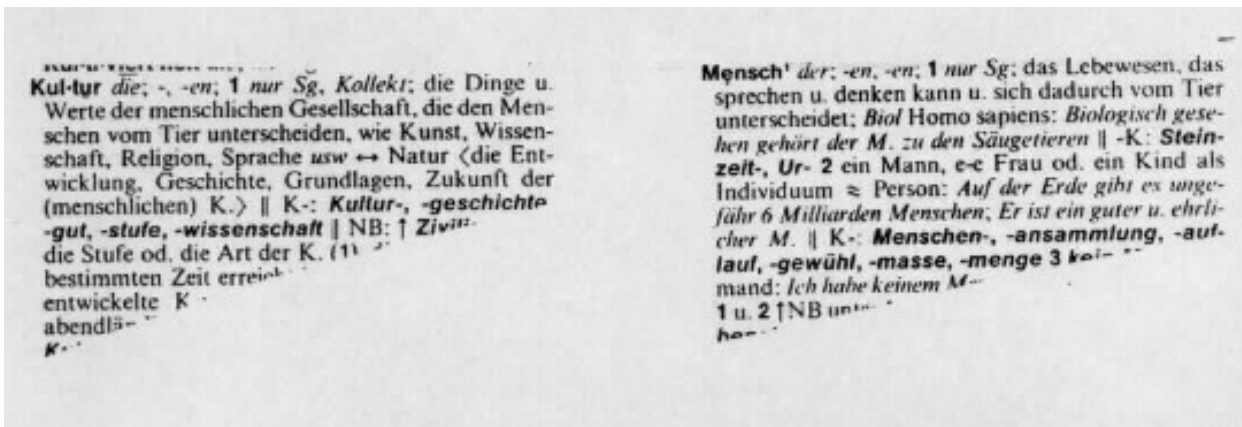 Kul·tur die; -, -en; 1 nur Sg, Kollekt; die Dinge u.
Werte der menschlichen Gesellschaft, die den Men-
schen vom Tier unterscheiden, wie Kunst, Wissen-
schaft, Religion, Sprache usw ↔ Natur 〈die Ent-
wicklung, Geschichte, Grundlagen, Zukunft der
(menschlichen) K.〉 || K-: Kultur-, -geschichte
-gut, -stufe, -wissenschaft || NB: ↑
die Stufe od. die Art der K. (1)
bestimmten Zeit
entwickelte K
Mensch¹ der; -en, -en; 1 nur Sg; das Lebewesen, das
sprechen u. denken kann u. sich dadurch vom Tier
unterscheidet; Biol Homo sapiens: Biologisch gese-
hen gehört der M. zu den Säugetieren || -K: Stein-
zeit-, Ur- 2 ein Mann, e-e Frau od. ein Kind als
Individuum ≈ Person: Auf der Erde gibt es unge-
fähr 6 Milliarden Menschen; Er ist ein guter u. ehrli-
cher M. || K-: Menschen-, -ansammlung, -auf-
lauf, -gewühl, -masse, -menge 3
mand: Ich habe keinem
1 u. 2 ↑NB